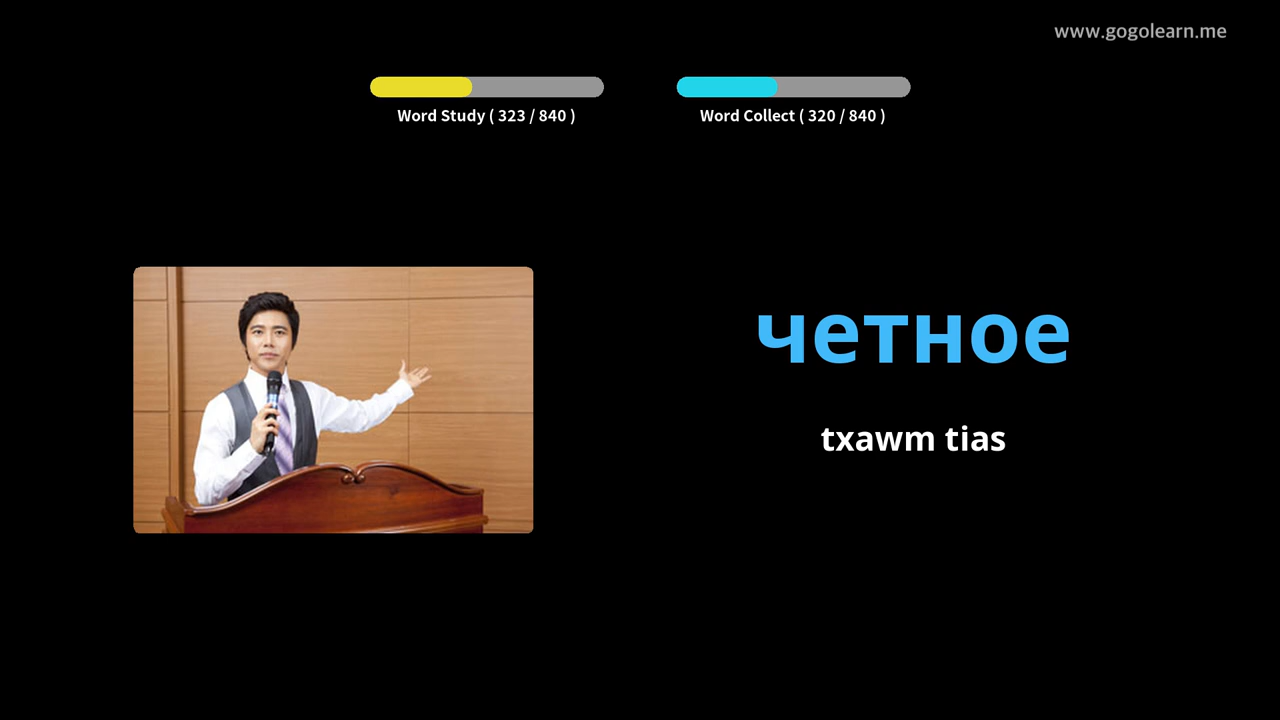 www.gogolearn.me
Word Study ( 323 / 840 )
Word Collect ( 320 / 840 )
четное
txawm tias